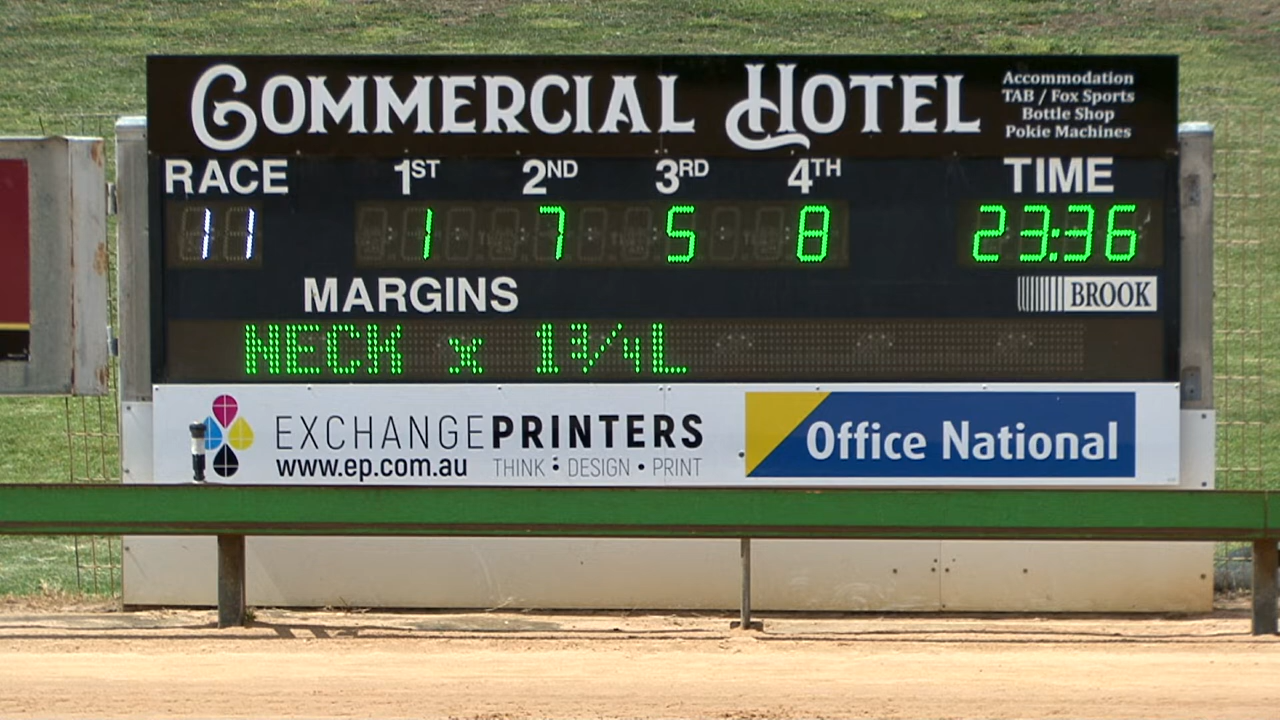 COMMERCIAL HOTEL
Accommodation
TAB / Fox Sports
Bottle Shop
Pokie Machines
RACE 1ST 2ND 3RD 4TH TIME
11 1 7 5 8 23:36
MARGINS
BROOK
NECK x 1¾L
EXCHANGEPRINTERS
www.ep.com.au THINK • DESIGN • PRINT
Office National